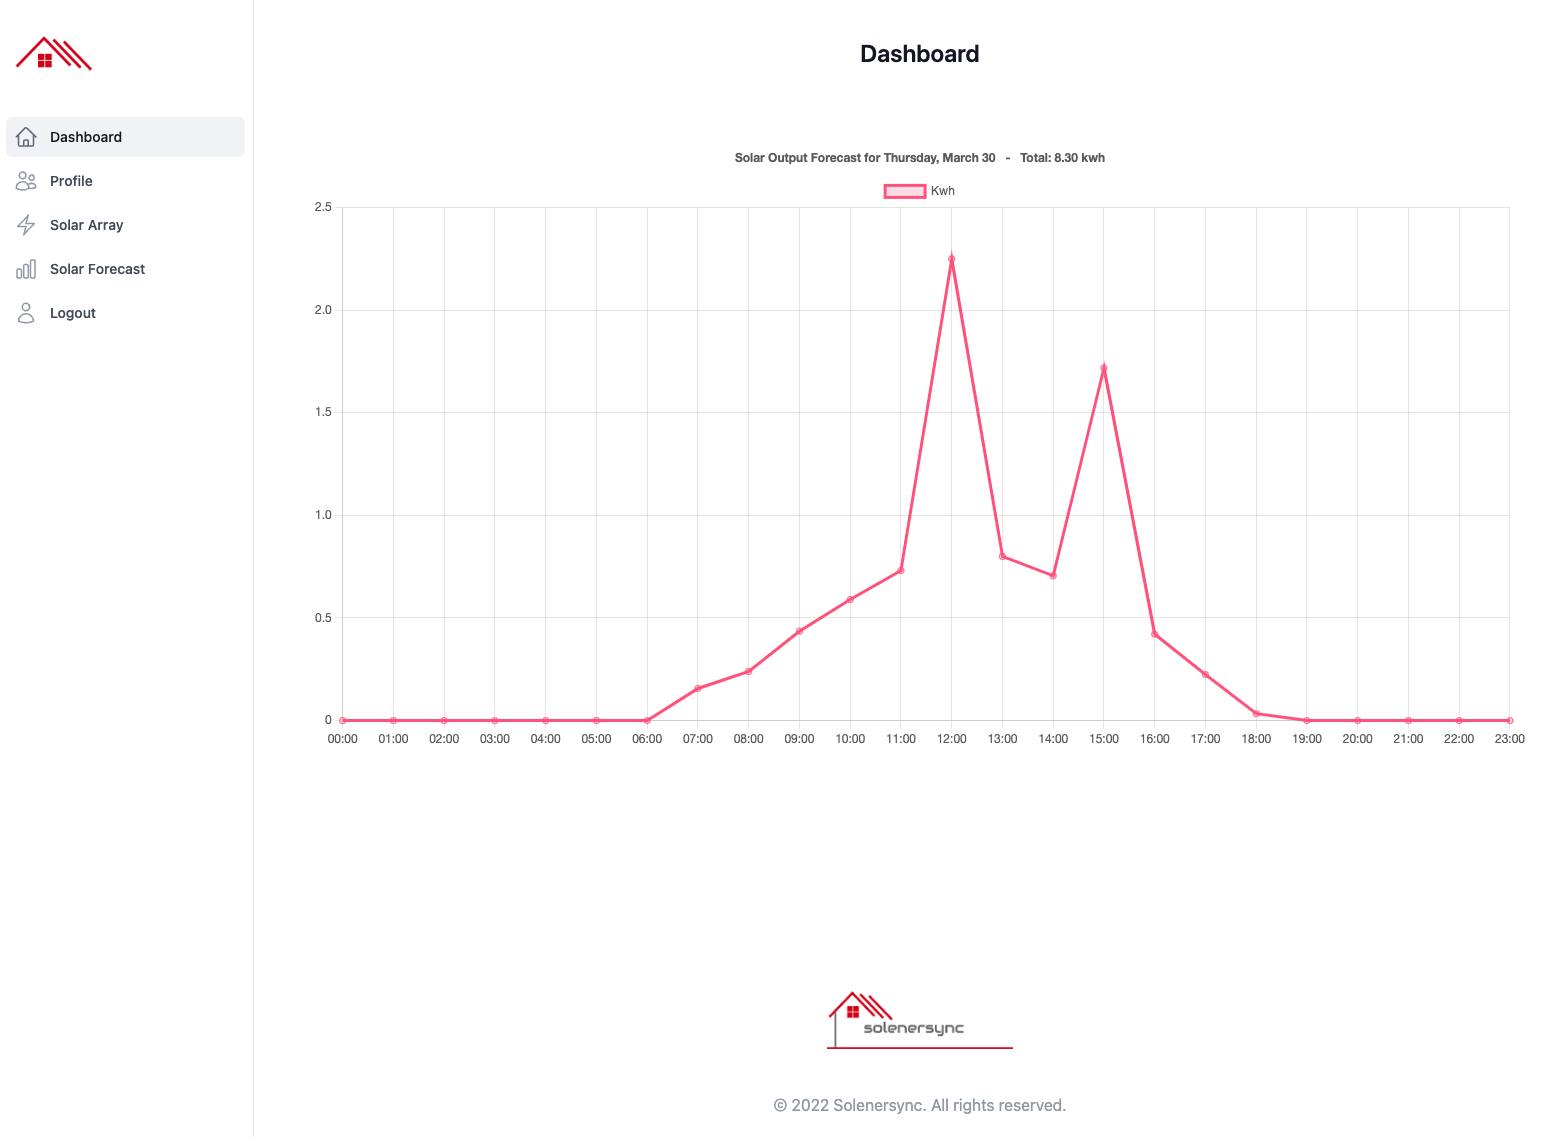 Dashboard
Dashboard
Profile
Solar Array
Solar Forecast
Logout
Solar Output Forecast for Thursday, March 30 - Total: 8.30 kwh
Kwh
2.5
2.0
1.5
1.0
0.5
0
00:00 01:00 02:00 03:00 04:00 05:00 06:00 07:00 08:00 09:00 10:00 11:00 12:00 13:00 14:00 15:00 16:00 17:00 18:00 19:00 20:00 21:00 22:00 23:00
solenersync
© 2022 Solenersync. All rights reserved.